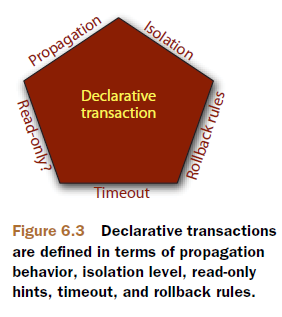 Propagation
Isolation
Declarative
transaction
Read-only?
Rollback rules
Timeout
Figure 6.3 Declarative transactions
are defined in terms of propagation
behavior, isolation level, read-only
hints, timeout, and rollback rules.